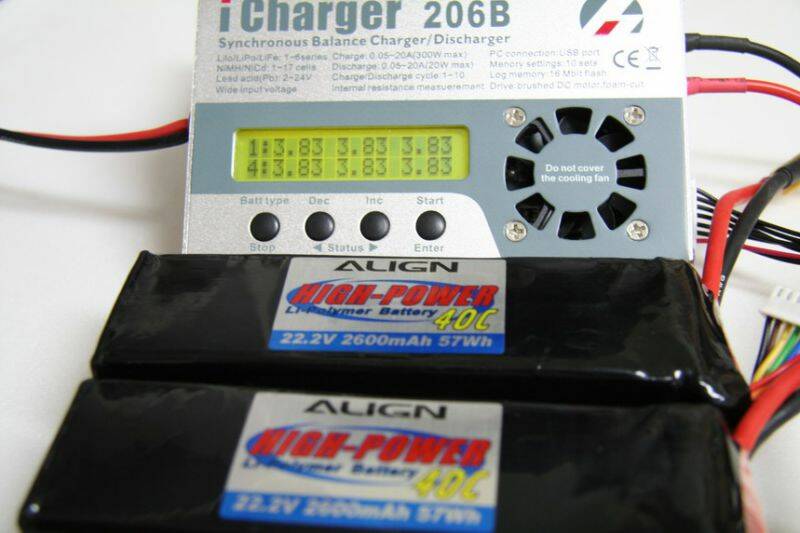 iCharger 206B
Synchronous Balance Charger/Discharger
LiIo/LiPo/LiFe: 1~6series Charge: 0.05~20A(300W max) PC connection:USB port
NiMH/NiCd: 1~17 cells Discharge: 0.05~20A(20W max) Memory settings: 10 sets
Lead acid(Pb): 2~24V Charge/Discharge cycle: 1~10 Log memory: 16 Mbit flash
Wide input voltage Internal resistance measuerement Drive: brushed DC motor,foam-cut
CE
1:3.83 3.83 3.83
4:3.83 3.83 3.83
Do not cover
the cooling fan
Batt type Dec Inc Start
Stop ◄ Status ► Enter
ALIGN
HIGH-POWER
Li-Polymer Battery 40C
22.2V 2600mAh 57Wh
ALIGN
HIGH-POWER
Li-Polymer Battery 40C
22.2V 2600mAh 57Wh